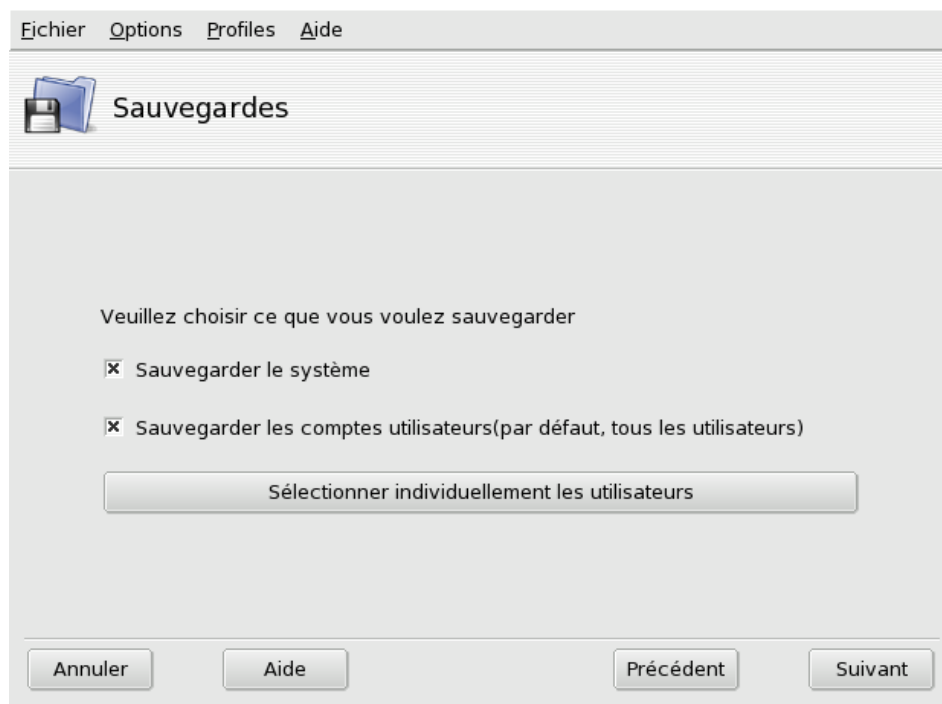 Fichier Options Profiles Aide
Sauvegardes
Veuillez choisir ce que vous voulez sauvegarder
Sauvegarder le système
Sauvegarder les comptes utilisateurs(par défaut, tous les utilisateurs)
Sélectionner individuellement les utilisateurs
Annuler Aide Précédent Suivant